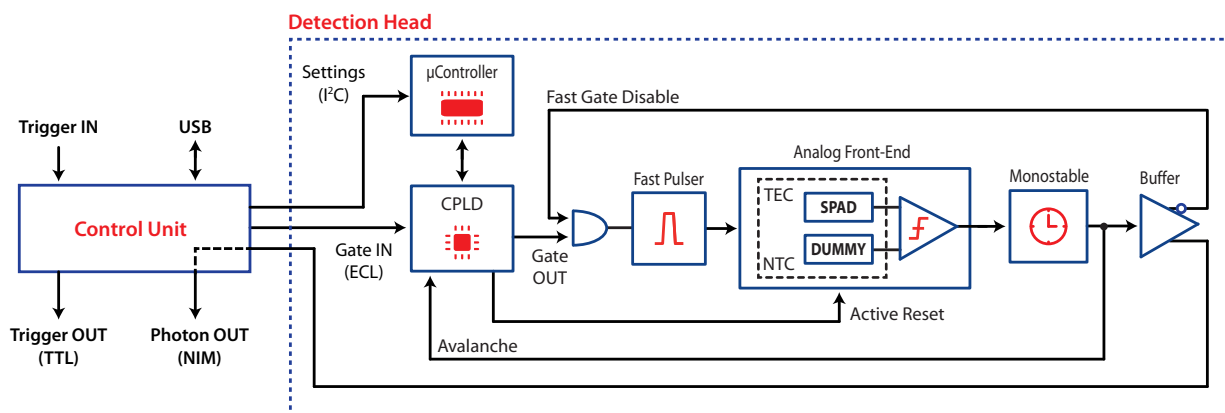 Detection Head
Settings
(I²C)
µController
Fast Gate Disable
Trigger IN
USB
Analog Front-End
Control Unit
CPLD
Fast Pulser
TEC
SPAD
DUMMY
NTC
Monostable
Buffer
Gate IN
(ECL)
Gate
OUT
Active Reset
Avalanche
Trigger OUT
(TTL)
Photon OUT
(NIM)